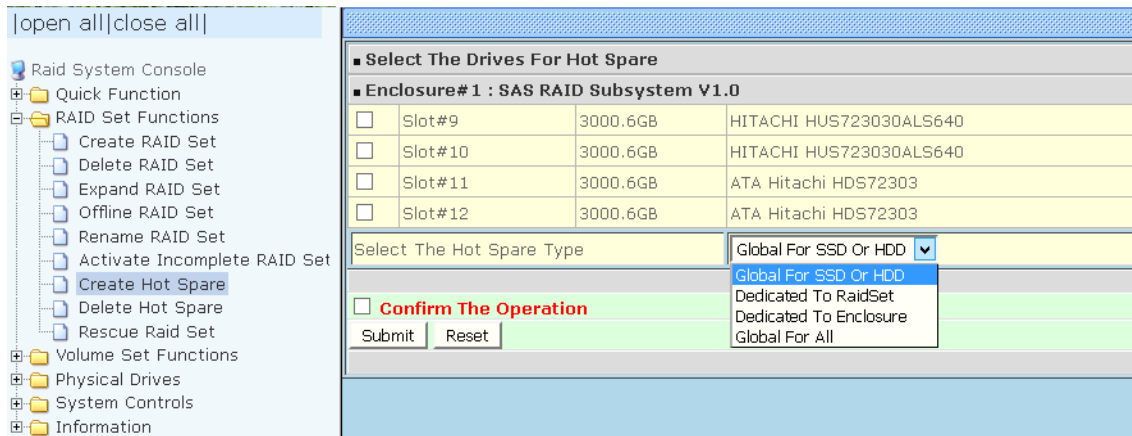 |open all|close all|
Raid System Console
Quick Function
RAID Set Functions
Create RAID Set
Delete RAID Set
Expand RAID Set
Offline RAID Set
Rename RAID Set
Activate Incomplete RAID Set
Create Hot Spare
Delete Hot Spare
Rescue Raid Set
Volume Set Functions
Physical Drives
System Controls
Information
Select The Drives For Hot Spare
Enclosure#1 : SAS RAID Subsystem V1.0
Slot#9 3000.6GB HITACHI HUS723030ALS640
Slot#10 3000.6GB HITACHI HUS723030ALS640
Slot#11 3000.6GB ATA Hitachi HDS72303
Slot#12 3000.6GB ATA Hitachi HDS72303
Select The Hot Spare Type Global For SSD Or HDD
Global For SSD Or HDD
Dedicated To RaidSet
Dedicated To Enclosure
Global For All
Confirm The Operation
Submit Reset